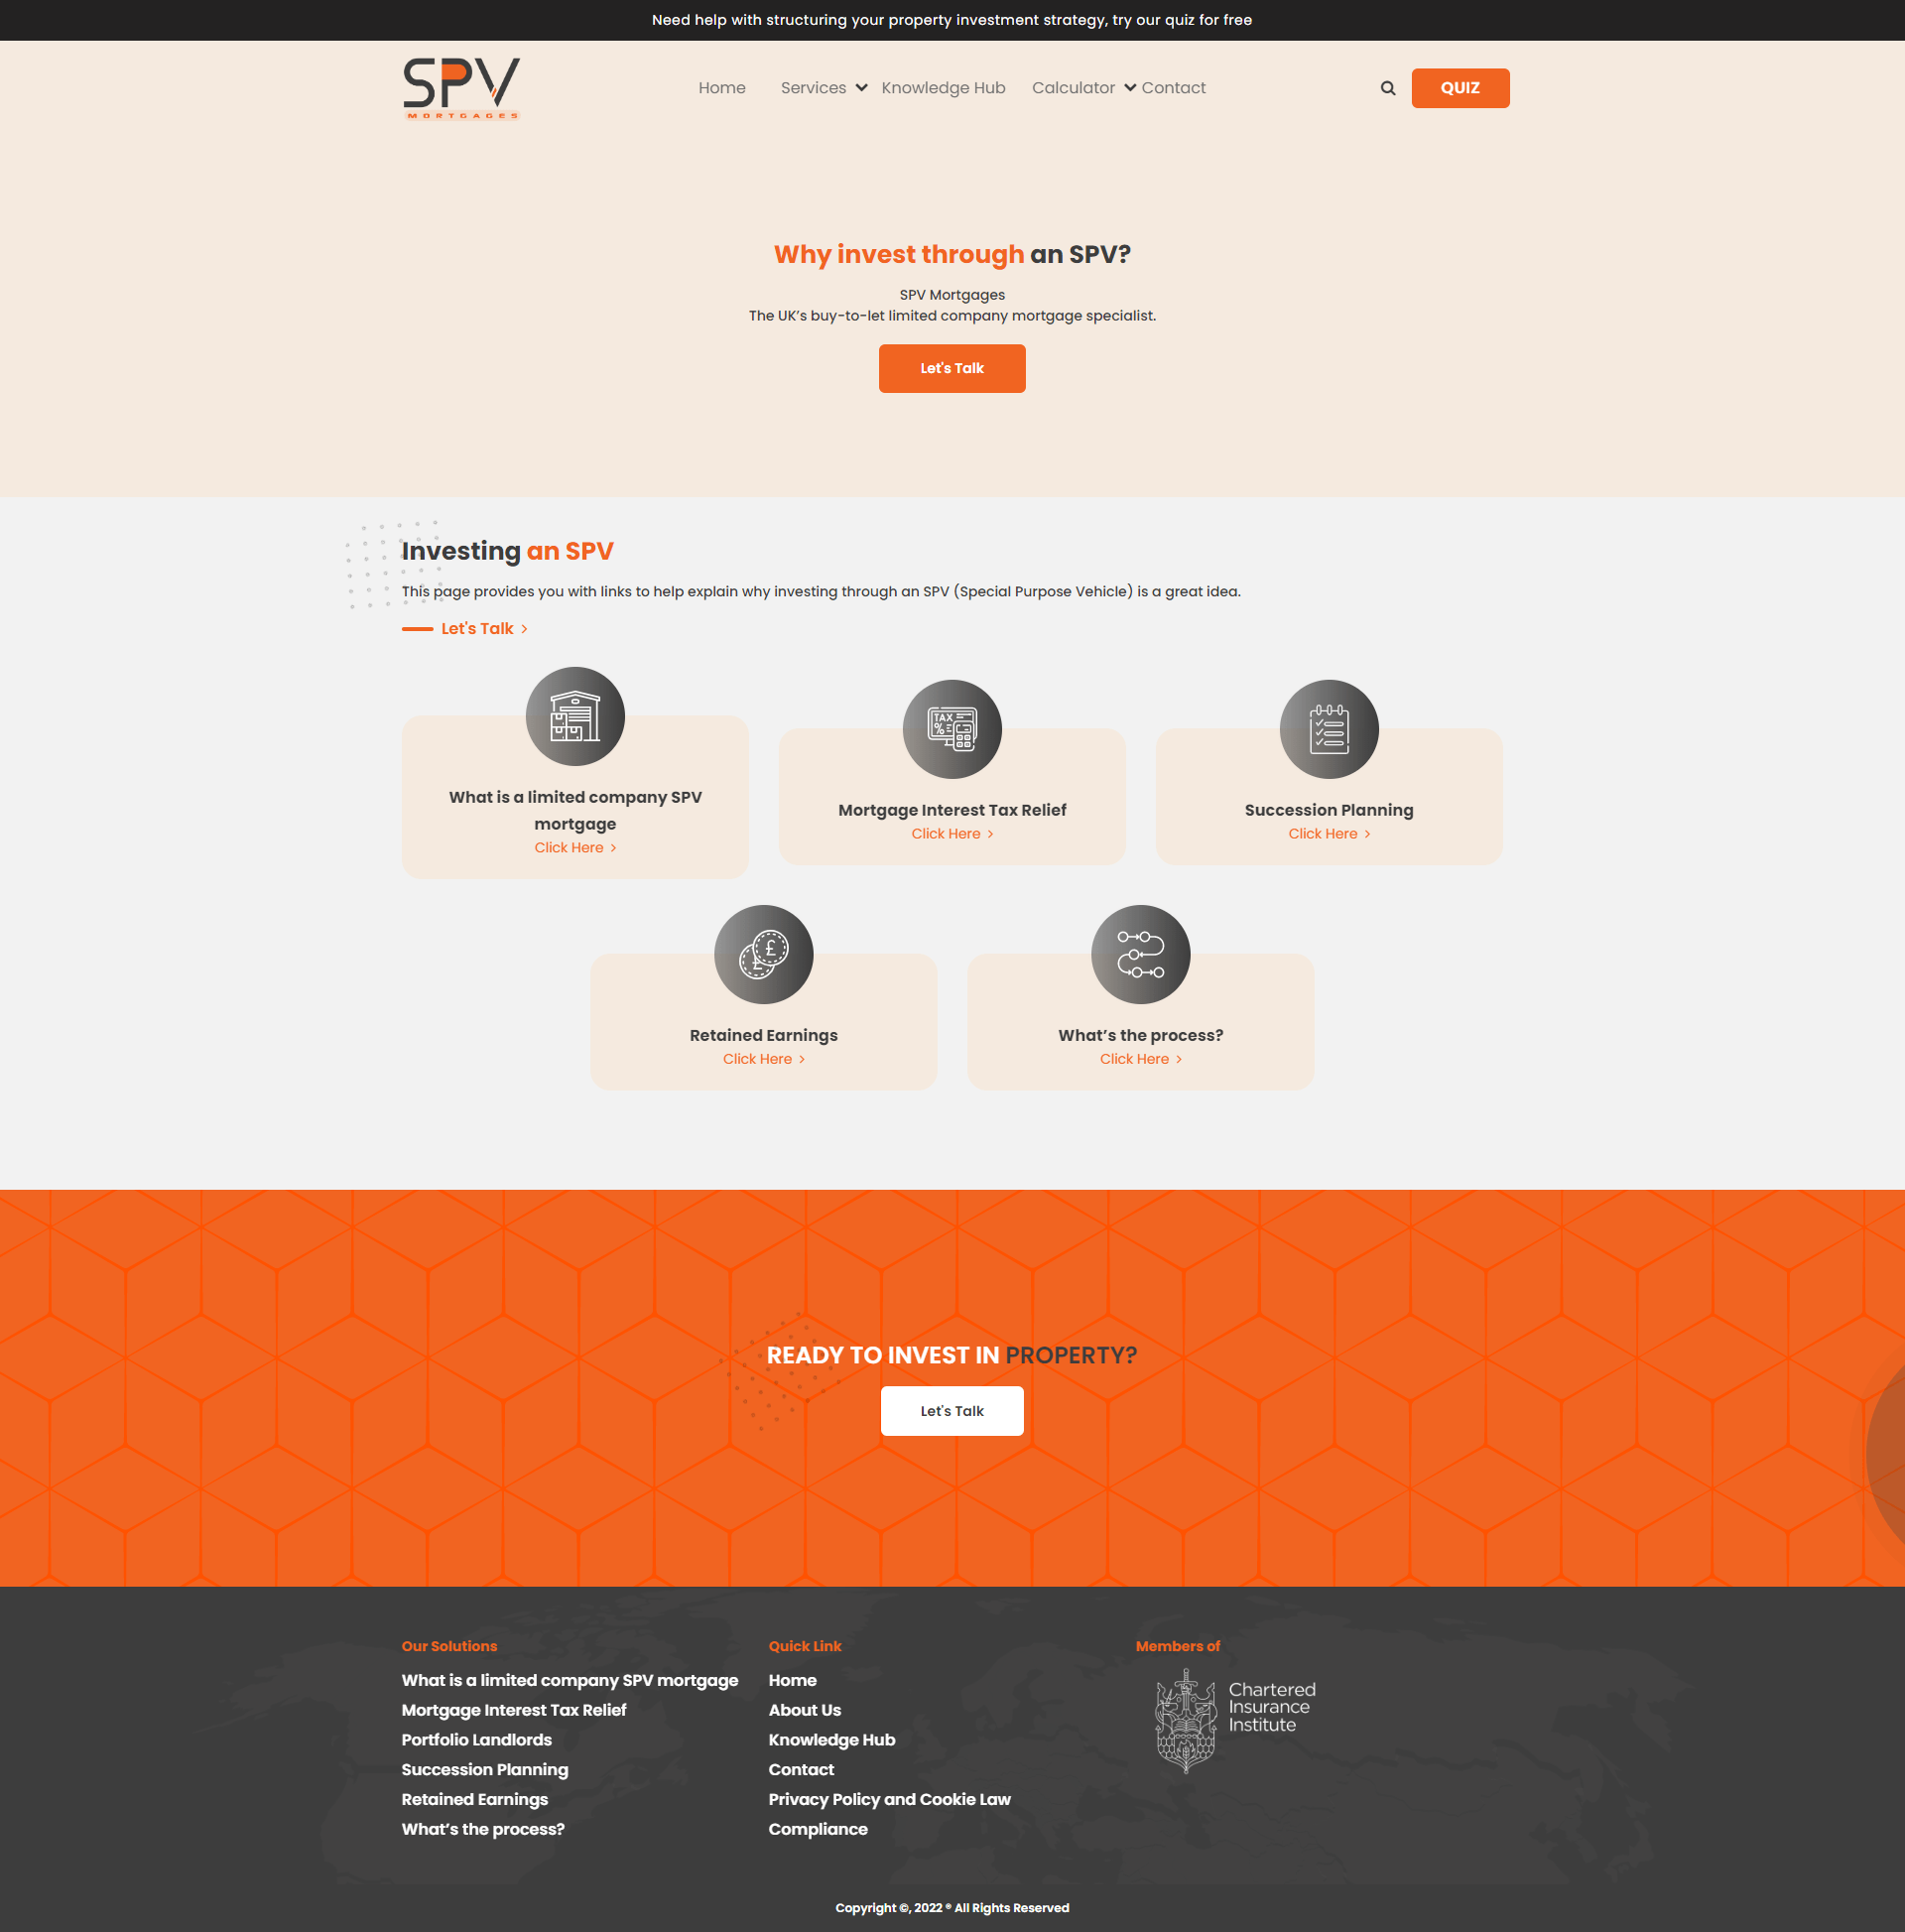 Need help with structuring your property investment strategy, try our quiz for free
SPV
MORTGAGES
Home
Services
Knowledge Hub
Calculator
Contact
QUIZ
Why invest through an SPV?
SPV Mortgages
The UK’s buy-to-let limited company mortgage specialist.
Let's Talk
Investing an SPV
This page provides you with links to help explain why investing through an SPV (Special Purpose Vehicle) is a great idea.
Let's Talk
What is a limited company SPV
mortgage
Click Here
TAX
%
Mortgage Interest Tax Relief
Click Here
Succession Planning
Click Here
£
£
Retained Earnings
Click Here
What’s the process?
Click Here
READY TO INVEST IN PROPERTY?
Let's Talk
Our Solutions
What is a limited company SPV mortgage
Mortgage Interest Tax Relief
Portfolio Landlords
Succession Planning
Retained Earnings
What’s the process?
Quick Link
Home
About Us
Knowledge Hub
Contact
Privacy Policy and Cookie Law
Compliance
Members of
Chartered
Insurance
Institute
Copyright ©, 2022 ® All Rights Reserved